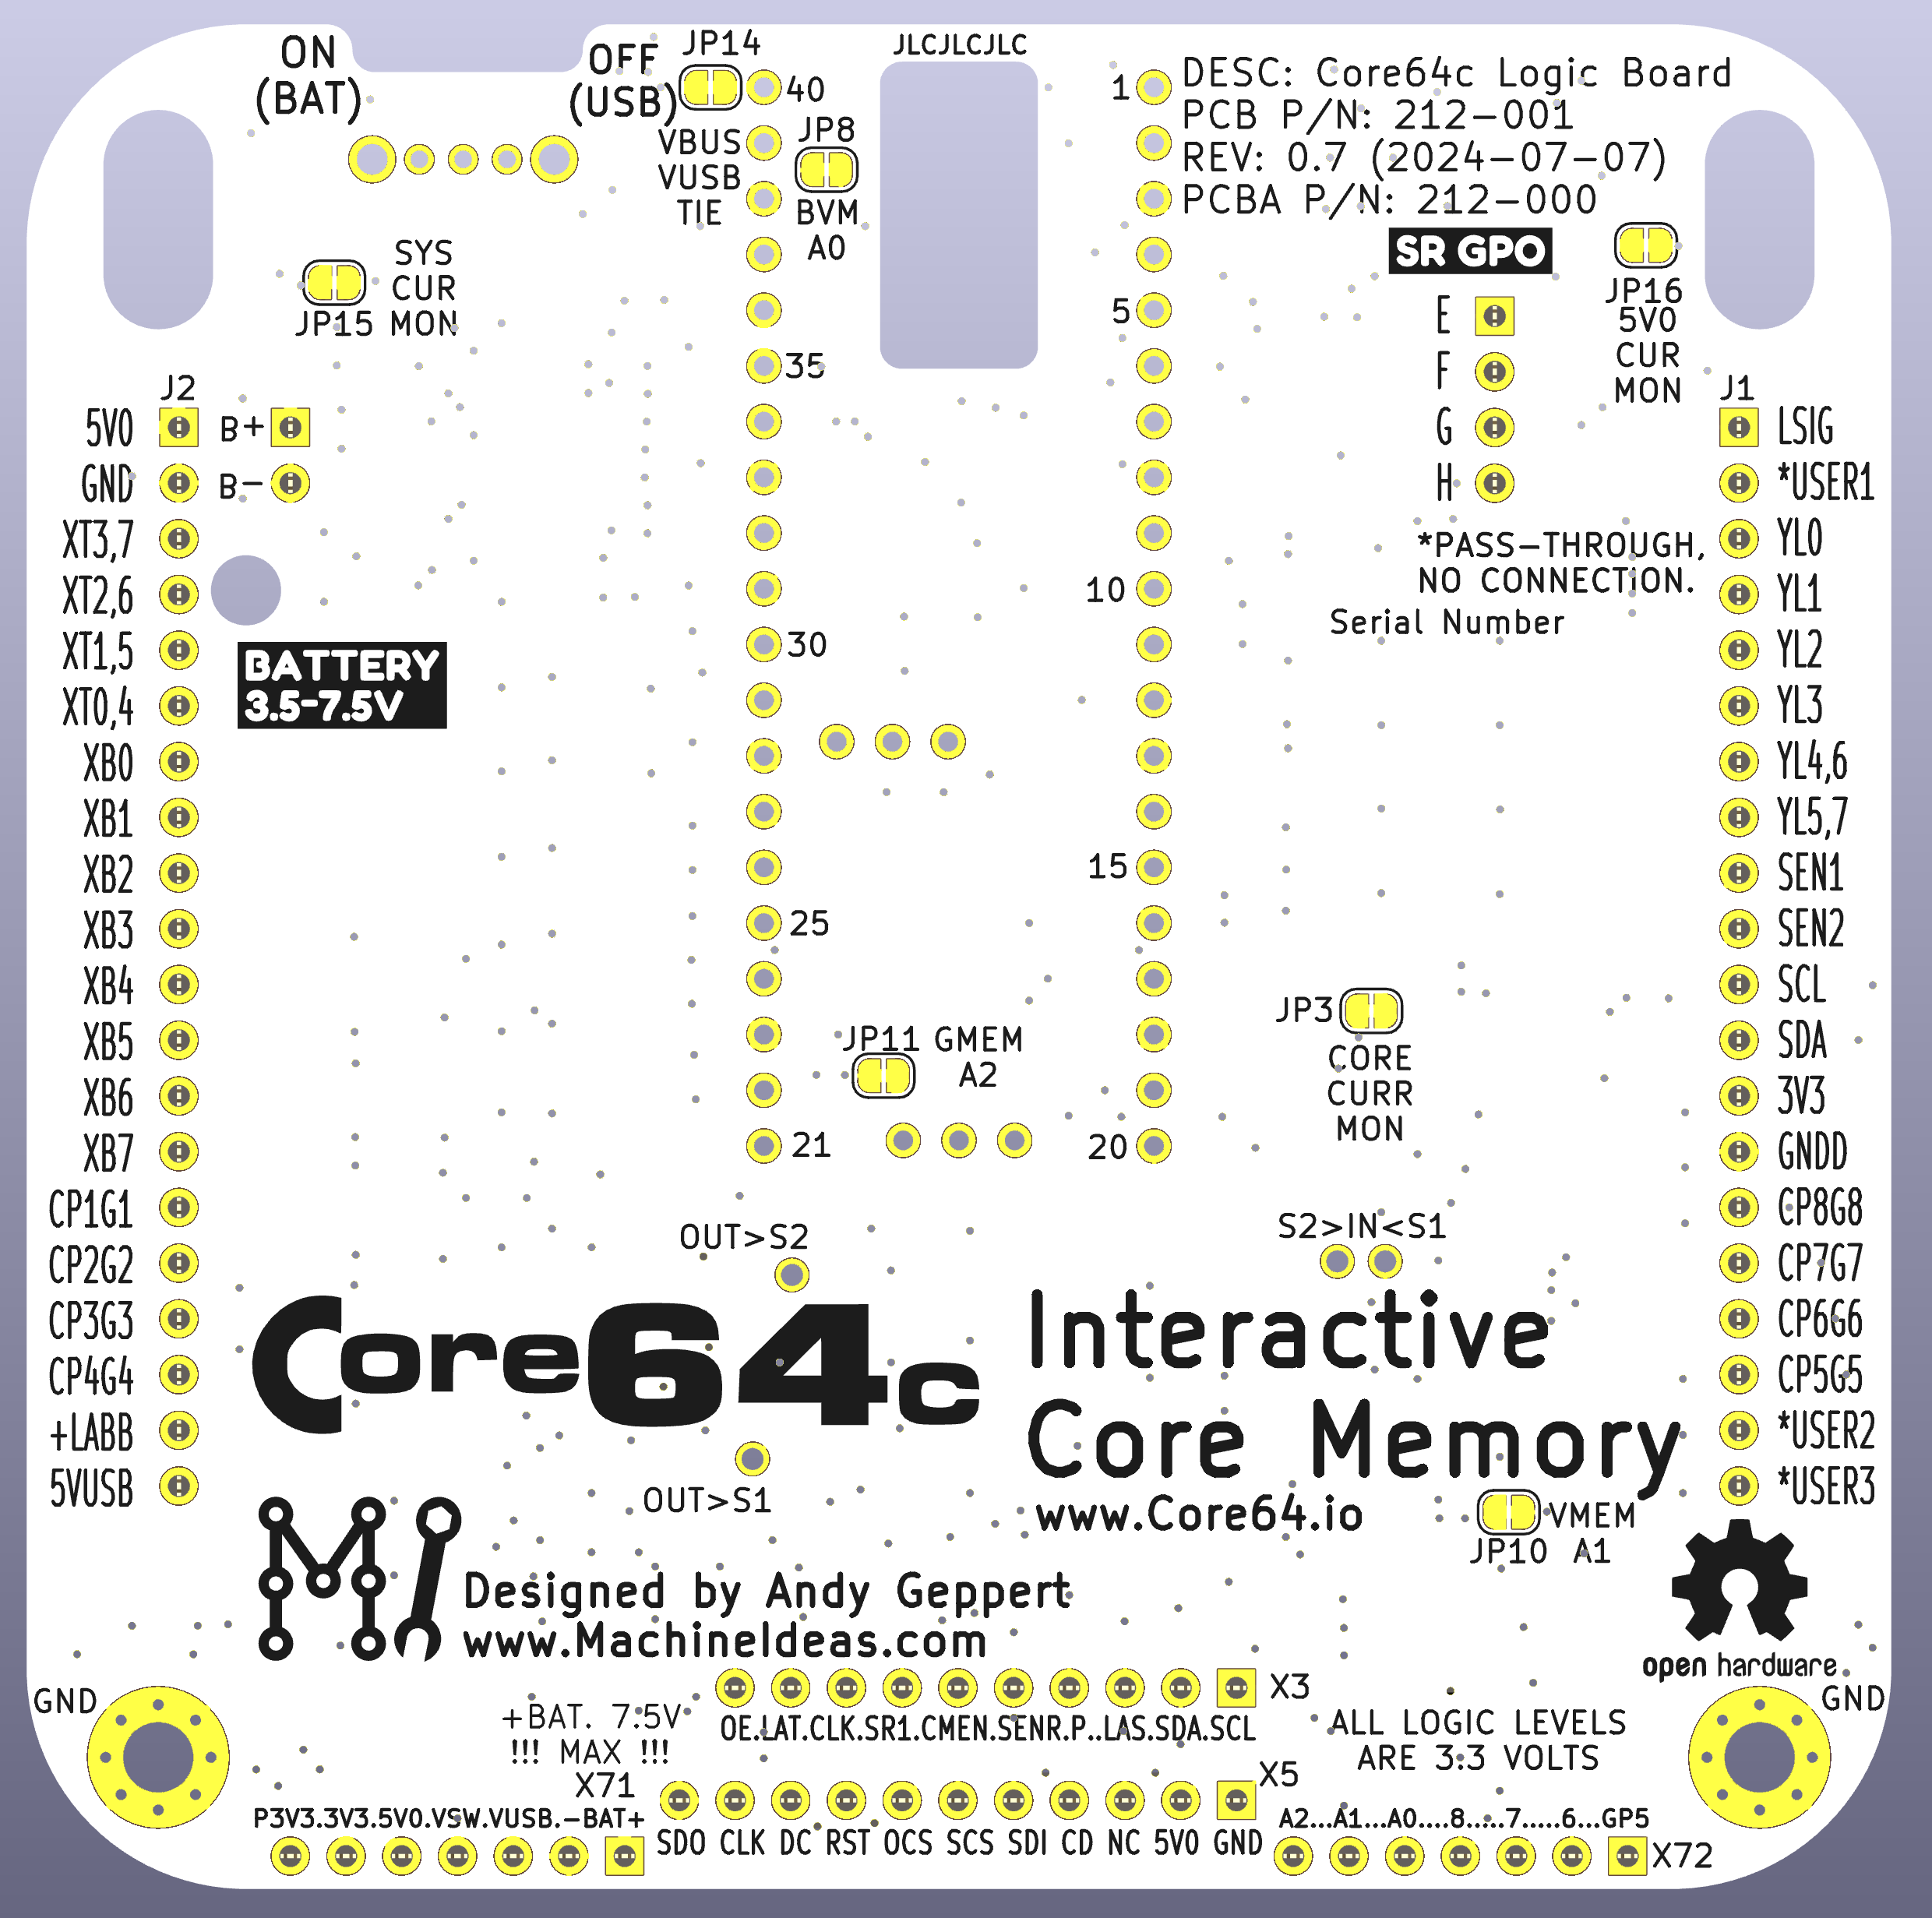 ON
(BAT)
OFF
(USB)
JP14
JLCJLCJLC
40
1
DESC: Core64c Logic Board
PCB P/N: 212-001
REV: 0.7 (2024-07-07)
PCBA P/N: 212-000
VBUS
VUSB
TIE
JP8
BVM
A0
SYS
CUR
JP15 MON
SR GPO
E
F
G
H
JP16
5V0
CUR
MON
5
35
10
30
15
25
21
20
J2
5V0
GND
XT3,7
XT2,6
XT1,5
XT0,4
XB0
XB1
XB2
XB3
XB4
XB5
XB6
XB7
CP1G1
CP2G2
CP3G3
CP4G4
+LABB
5VUSB
B+
B-
BATTERY
3.5-7.5V
J1
LSIG
*USER1
YL0
YL1
YL2
YL3
YL4,6
YL5,7
SEN1
SEN2
SCL
SDA
3V3
GNDD
CP8G8
CP7G7
CP6G6
CP5G5
*USER2
*USER3
*PASS-THROUGH,
NO CONNECTION.
Serial Number
JP11 GMEM
A2
JP3
CORE
CURR
MON
OUT>S2
S2>IN<S1
Core64c
Interactive
Core Memory
OUT>S1
www.Core64.io
VMEM
JP10 A1
Designed by Andy Geppert
www.MachineIdeas.com
open hardware
GND
GND
X3
+BAT. 7.5V
!!! MAX !!!
OE.LAT.CLK.SR1.CMEN.SENR.P..LAS.SDA.SCL
ALL LOGIC LEVELS
ARE 3.3 VOLTS
X71
X5
P3V3.3V3.5V0.VSW.VUSB.-BAT+
SDO CLK DC RST OCS SCS SDI CD NC 5V0 GND
A2...A1...A0....8.....7.....6...GP5
X72